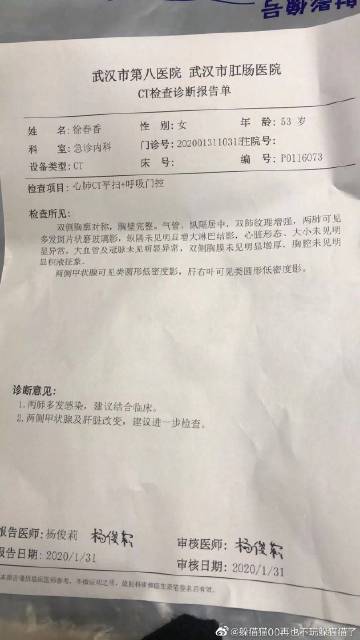 射影像号
武汉市第八医院 武汉市肛肠医院
CT检查诊断报告单
姓 名: 徐春香 性 别: 女 年 龄: 53 岁
科 室: 急诊内科 门诊号: 202001311031 住院号:
设备类型: CT 床 号: 编 号: P0116073
检查项目: 心肺CT平扫+呼吸门控
检查所见:
双侧胸廓对称,胸壁完整。气管、纵隔居中,双肺纹理增强,两肺可见
多发斑片状磨玻璃影,纵隔未见明显增大淋巴结影,心脏形态、大小未见明
显异常,大血管及冠脉未见明显异常,双侧胸膜未见明显增厚,胸腔未见明
显积液征象。
两侧甲状腺可见类圆形低密度影,肝右叶可见类圆形低密度影。
诊断意见:
1.两肺多发感染,建议结合临床。
2.两侧甲状腺及肝脏改变,建议进一步检查。
报告医师: 杨俊莉 杨俊莉 审核医师: 杨俊莉
报告日期: 2020/1/31 审核日期: 2020/1/31
@躲猫猫00再也不玩躲猫猫了